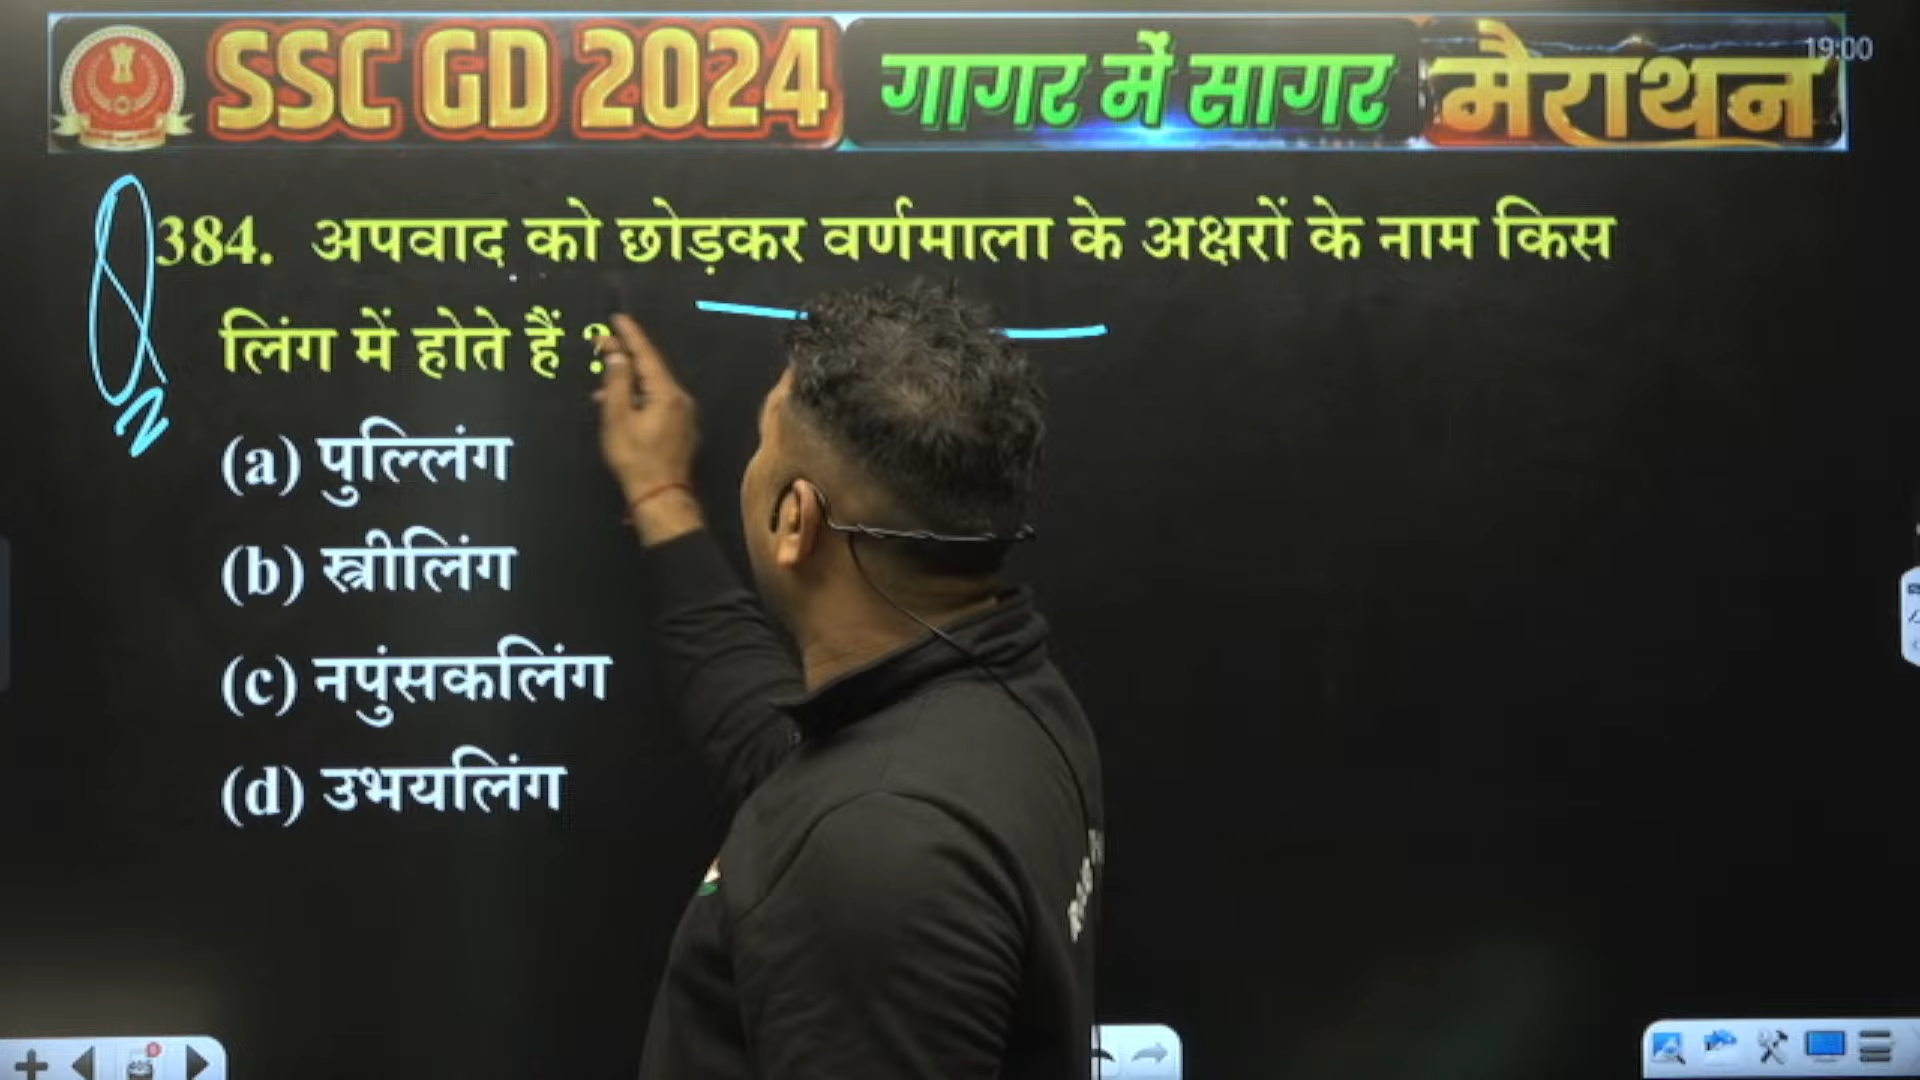 SSC GD 2024 गागर में सागर मैराथन
19:00
384. अपवाद को छोड़कर वर्णमाला के अक्षरों के नाम किस
लिंग में होते हैं ?
(a) पुल्लिंग
(b) स्त्रीलिंग
(c) नपुंसकलिंग
(d) उभयलिंग